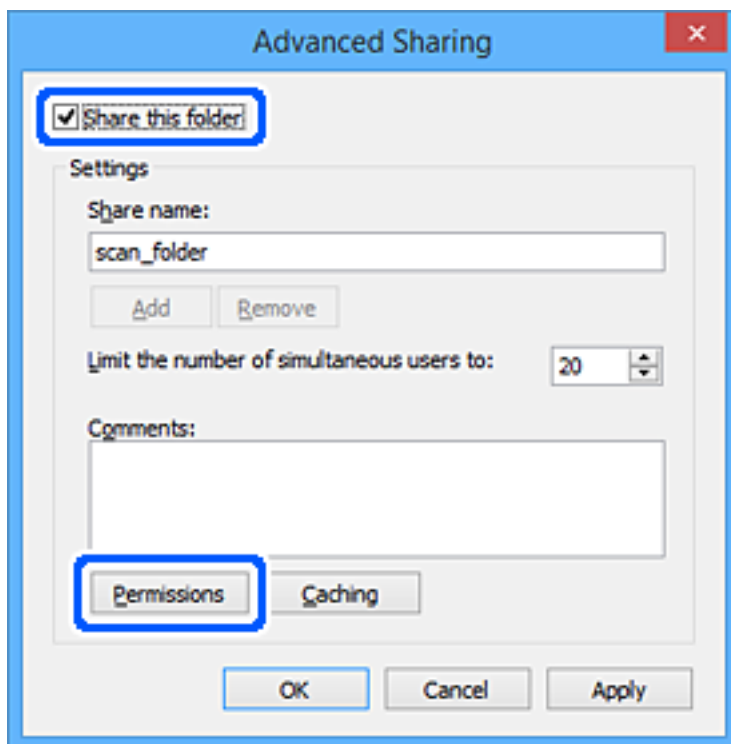 Advanced Sharing
Share this folder
Settings
Share name:
scan_folder
Add Remove
Limit the number of simultaneous users to: 20
Comments:
Permissions Caching
OK Cancel Apply